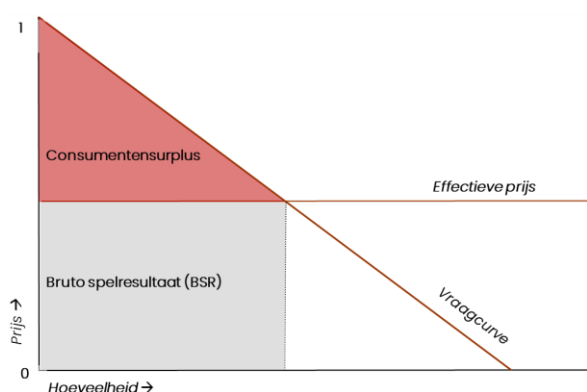 1
Consumentensurplus
Effectieve prijs
Bruto spelresultaat (BSR)
Vraagcurve
Prijs →
0
Hoeveelheid →